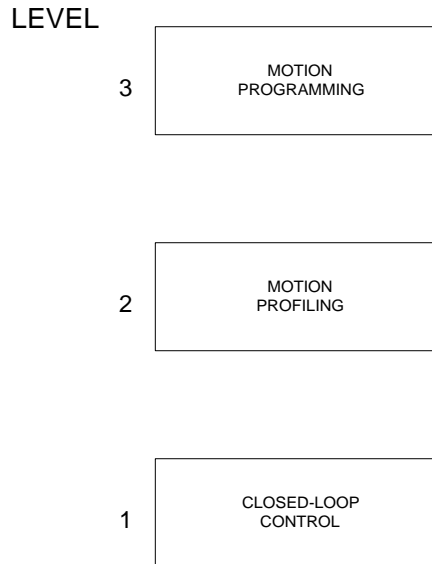 LEVEL
3
MOTION
PROGRAMMING
2
MOTION
PROFILING
1
CLOSED-LOOP
CONTROL